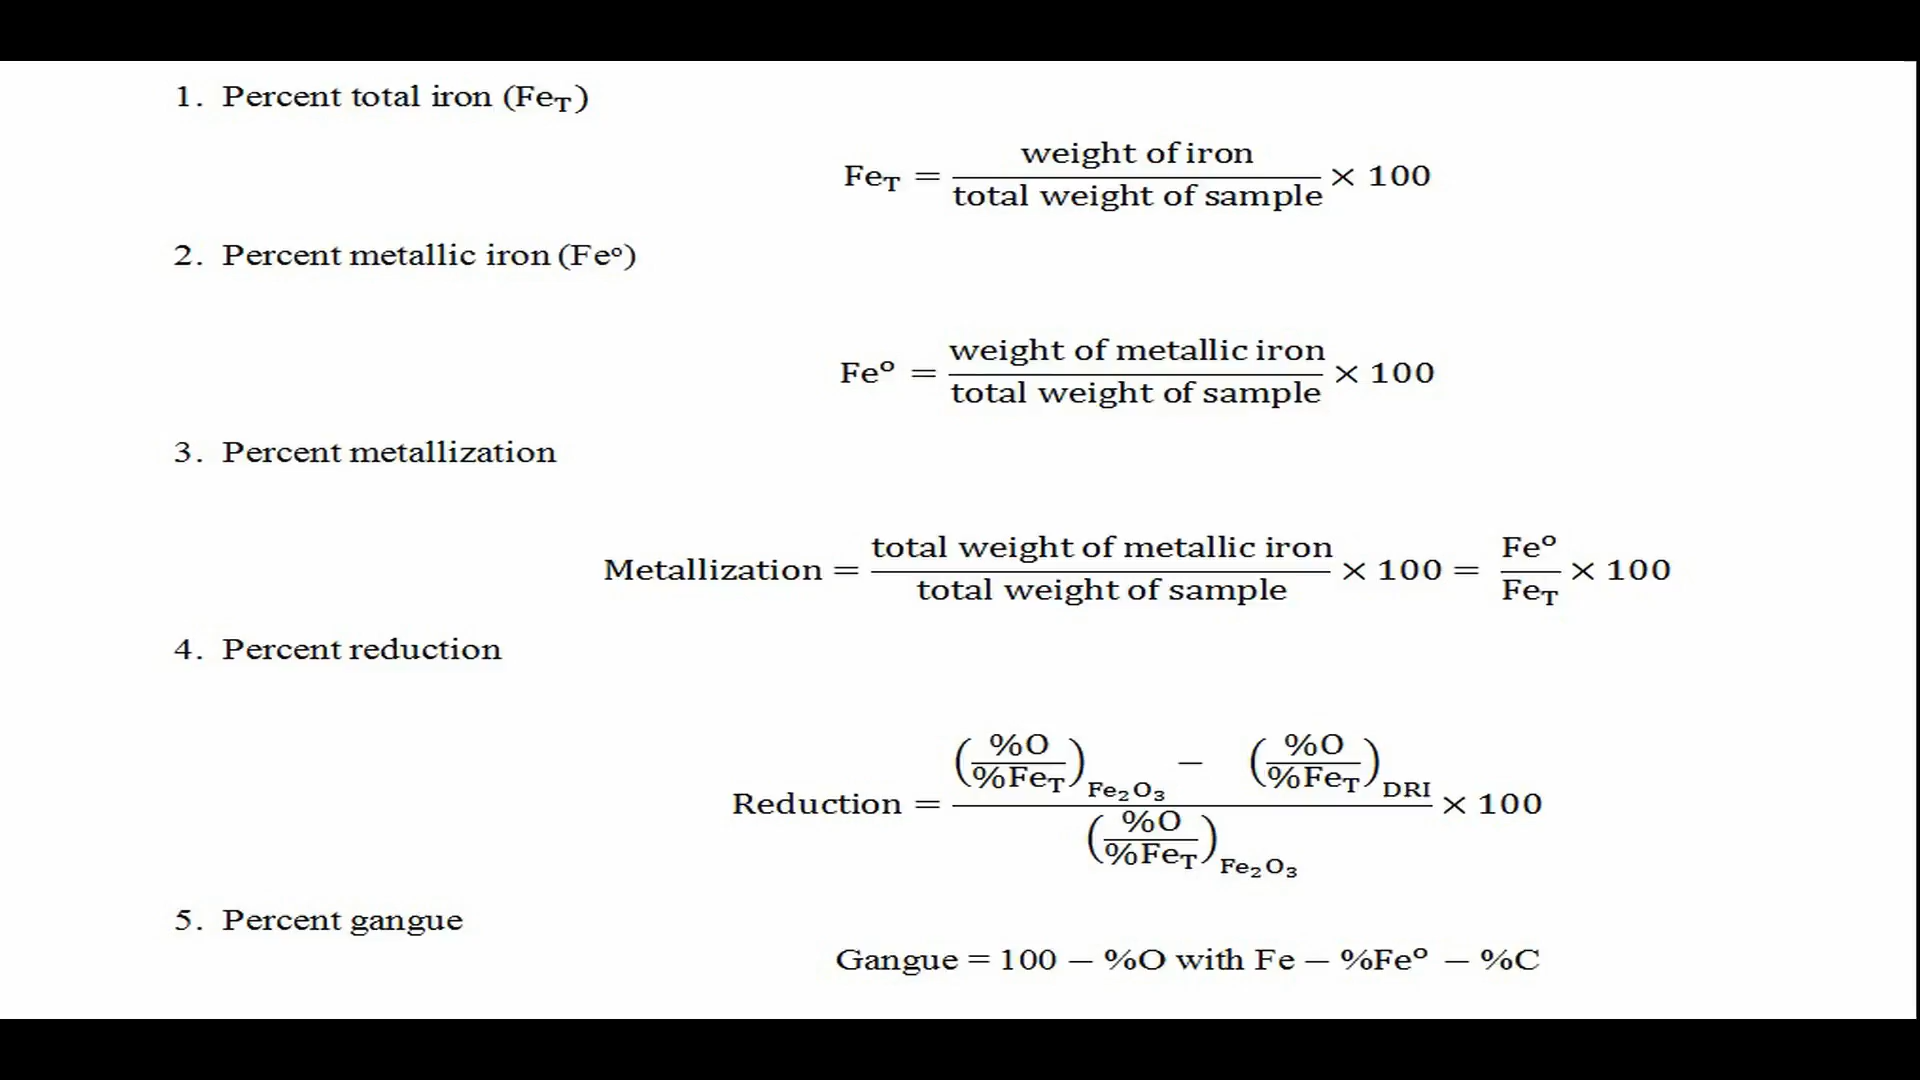 1. Percent total iron (Fe_T)
Fe_T = weight of iron / total weight of sample × 100
2. Percent metallic iron (Fe°)
Fe° = weight of metallic iron / total weight of sample × 100
3. Percent metallization
Metallization = total weight of metallic iron / total weight of sample × 100 = Fe° / Fe_T × 100
4. Percent reduction
Reduction = ((%O / %Fe_T)_Fe₂O₃ − (%O / %Fe_T)_DRI) / (%O / %Fe_T)_Fe₂O₃ × 100
5. Percent gangue
Gangue = 100 − %O with Fe − %Fe° − %C